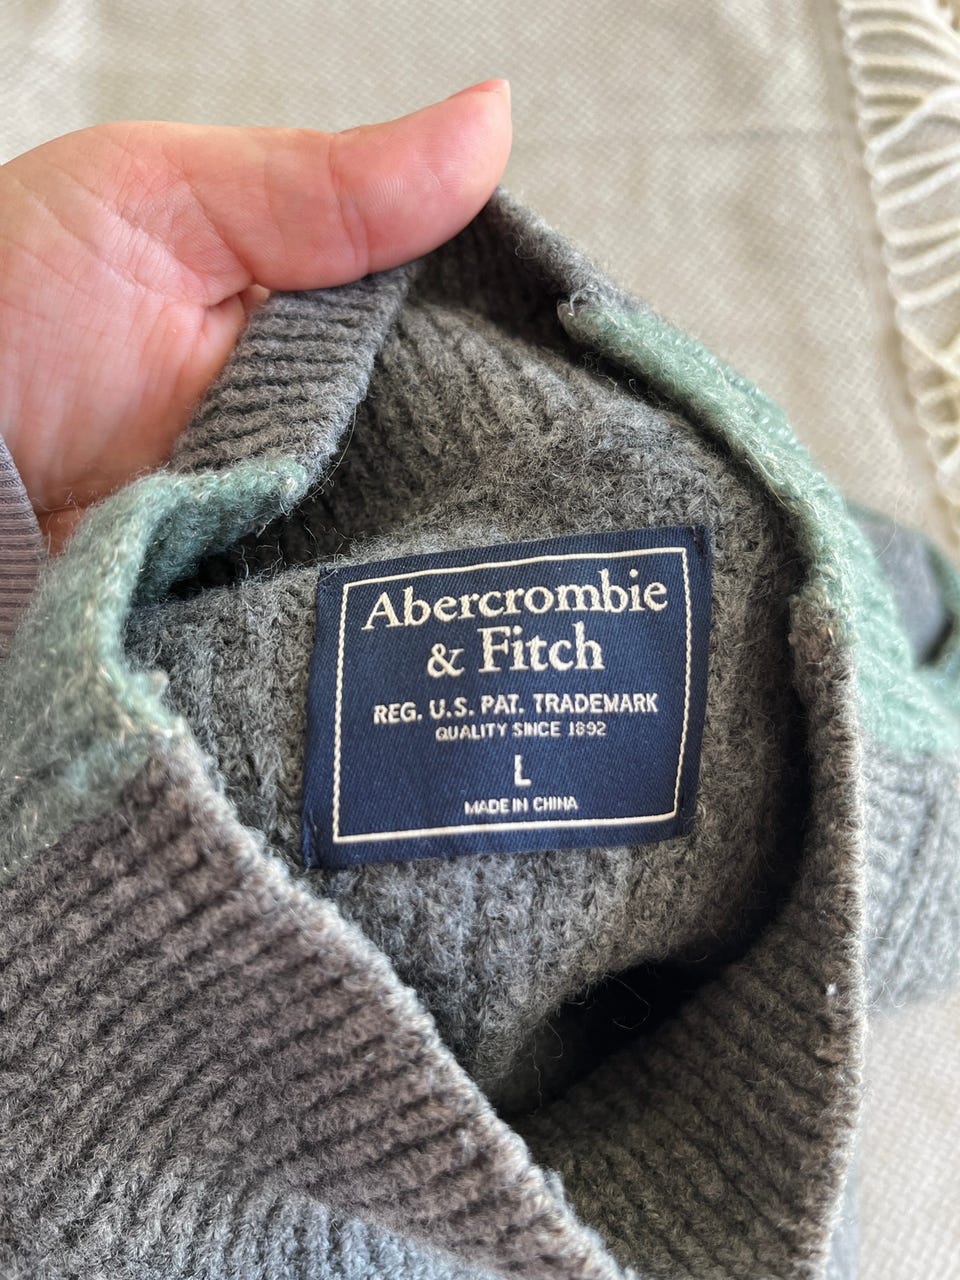 Abercrombie
& Fitch
REG. U.S. PAT. TRADEMARK
QUALITY SINCE 1892
L
MADE IN CHINA